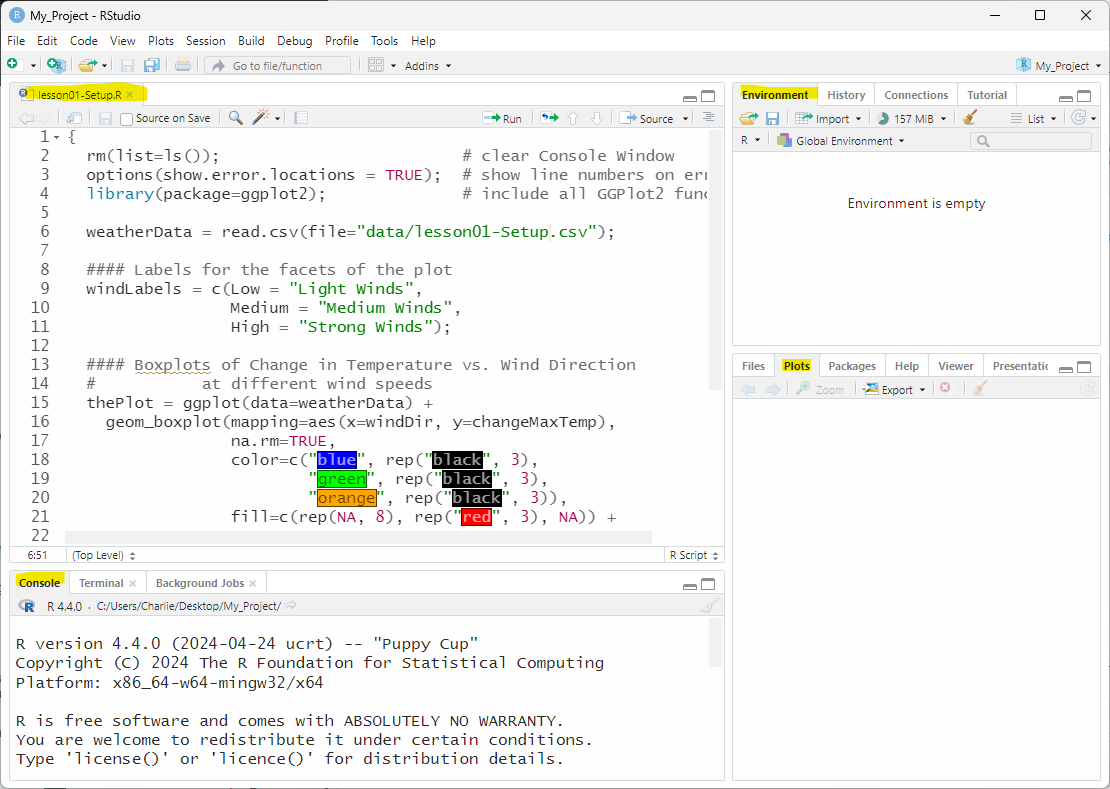 My_Project - RStudio
File Edit Code View Plots Session Build Debug Profile Tools Help
Go to file/function Addins My_Project
lesson01-Setup.R
Source on Save Run Source
1 {
2 rm(list=ls()); # clear Console Window
3 options(show.error.locations = TRUE); # show line numbers on
4 library(package=ggplot2); # include all GGPlot2
5
6 weatherData = read.csv(file="data/lesson01-Setup.csv");
7
8 #### Labels for the facets of the plot
9 windLabels = c(Low = "Light Winds",
10 Medium = "Medium Winds",
11 High = "Strong Winds");
12
13 #### Boxplots of Change in Temperature vs. Wind Direction
14 # at different wind speeds
15 thePlot = ggplot(data=weatherData) +
16 geom_boxplot(mapping=aes(x=windDir, y=changeMaxTemp),
17 na.rm=TRUE,
18 color=c("blue", rep("black", 3),
19 "green", rep("black", 3),
20 "orange", rep("black", 3)),
21 fill=c(rep(NA, 8), rep("red", 3), NA)) +
22
6:51 (Top Level) R Script
Console Terminal Background Jobs
R 4.4.0 · C:/Users/Charlie/Desktop/My_Project/
R version 4.4.0 (2024-04-24 ucrt) -- "Puppy Cup"
Copyright (C) 2024 The R Foundation for Statistical Computing
Platform: x86_64-w64-mingw32/x64
R is free software and comes with ABSOLUTELY NO WARRANTY.
You are welcome to redistribute it under certain conditions.
Type 'license()' or 'licence()' for distribution details.
Environment History Connections Tutorial
Import 157 MiB List
R Global Environment
Environment is empty
Files Plots Packages Help Viewer Presentatic
Zoom Export